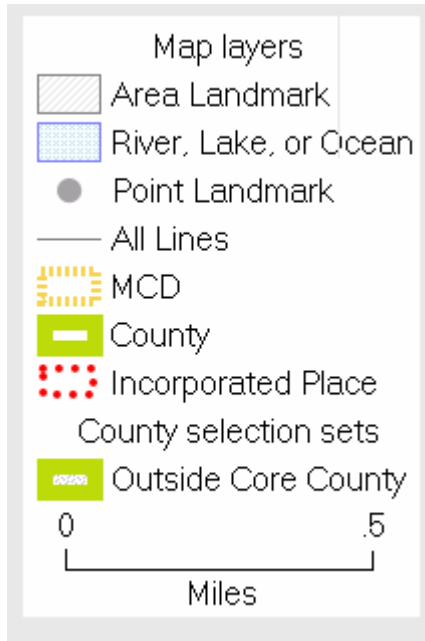 Map layers
Area Landmark
River, Lake, or Ocean
Point Landmark
All Lines
MCD
County
Incorporated Place
County selection sets
Outside Core County
0 .5
Miles